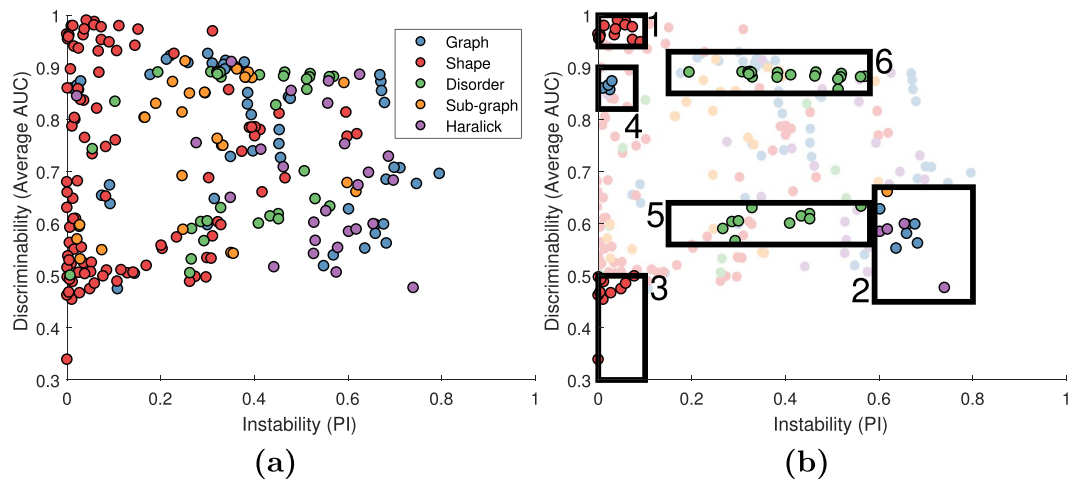 1
0.9
0.8
0.7
0.6
0.5
0.4
0.3
Discriminability (Average AUC)
0 0.2 0.4 0.6 0.8 1
Instability (PI)
Graph
Shape
Disorder
Sub-graph
Haralick
(a)
1
0.9
0.8
0.7
0.6
0.5
0.4
0.3
Discriminability (Average AUC)
1
6
4
5
3
2
0 0.2 0.4 0.6 0.8 1
Instability (PI)
(b)